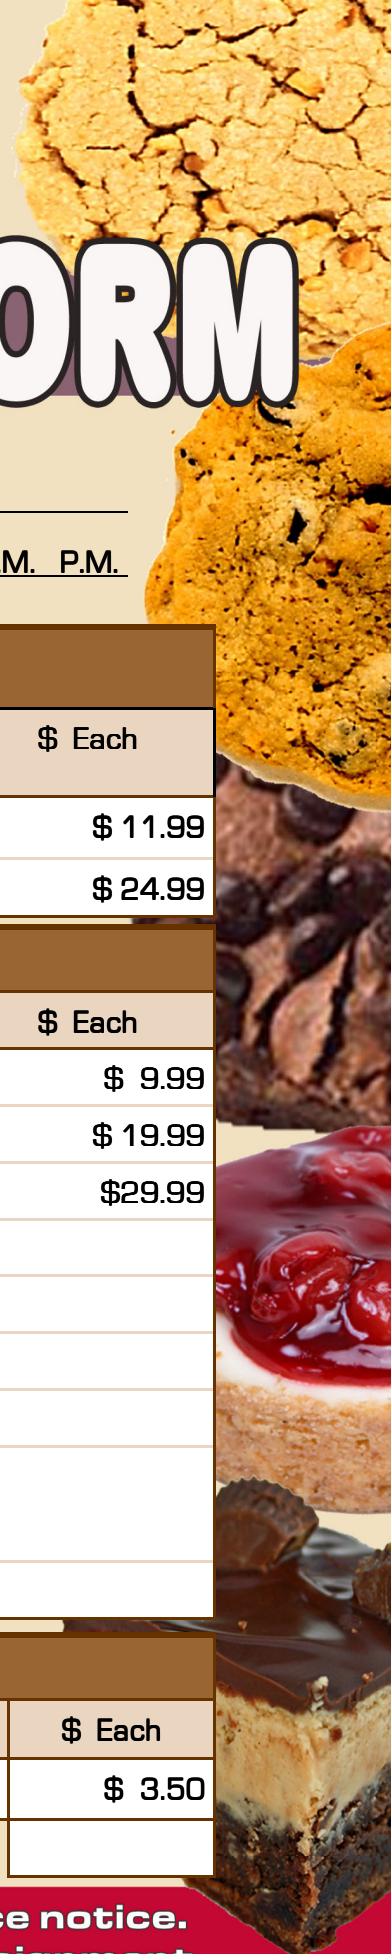 ORM
.M. P.M.
$ Each
$ 11.99
$ 24.99
$ Each
$ 9.99
$ 19.99
$29.99
$ Each
$ 3.50
ce notice.